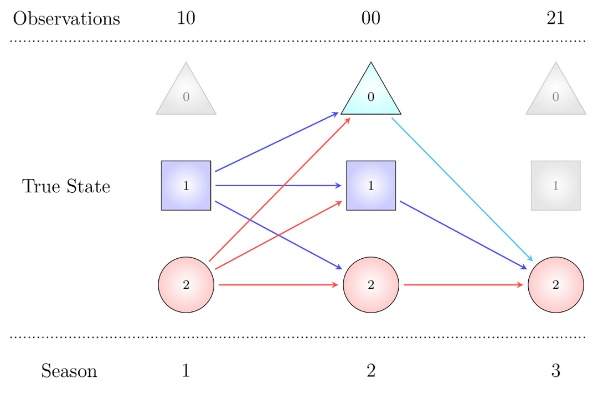 Observations 10 00 21
0 0 0
True State 1 1 1
2 2 2
Season 1 2 3